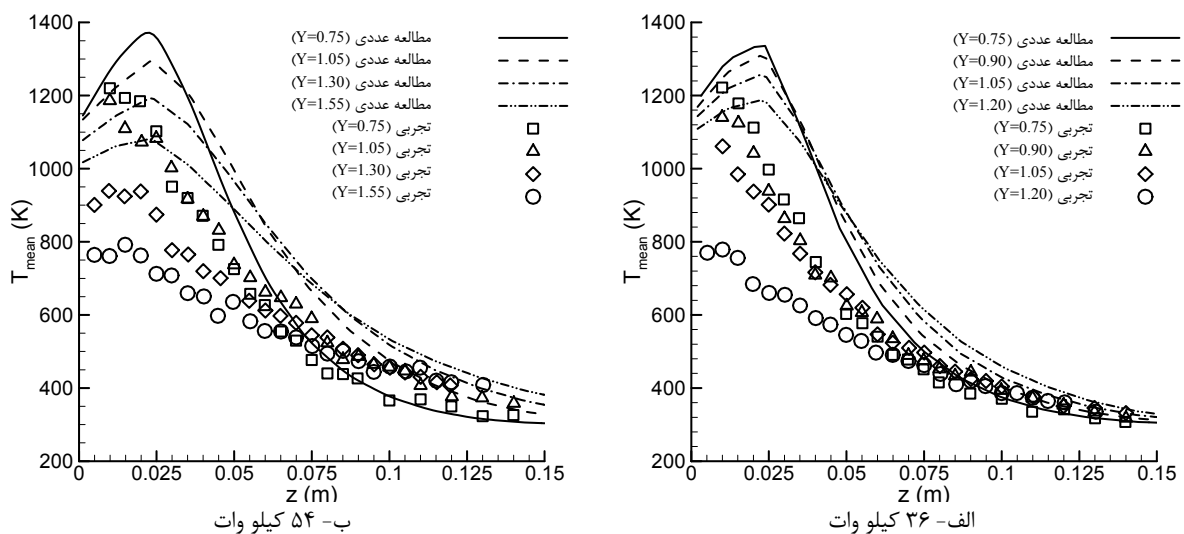 1400
1200
1000
800
600
400
200
T_mean (K)
0
0.025
0.05
0.075
0.1
0.125
0.15
z (m)
مطالعه عددی (Y=0.75)
مطالعه عددی (Y=1.05)
مطالعه عددی (Y=1.30)
مطالعه عددی (Y=1.55)
تجربی (Y=0.75)
تجربی (Y=1.05)
تجربی (Y=1.30)
تجربی (Y=1.55)
ب- ۵۴ کیلو وات
1400
1200
1000
800
600
400
200
T_mean (K)
0
0.025
0.05
0.075
0.1
0.125
0.15
z (m)
مطالعه عددی (Y=0.75)
مطالعه عددی (Y=0.90)
مطالعه عددی (Y=1.05)
مطالعه عددی (Y=1.20)
تجربی (Y=0.75)
تجربی (Y=0.90)
تجربی (Y=1.05)
تجربی (Y=1.20)
الف- ۳۶ کیلو وات